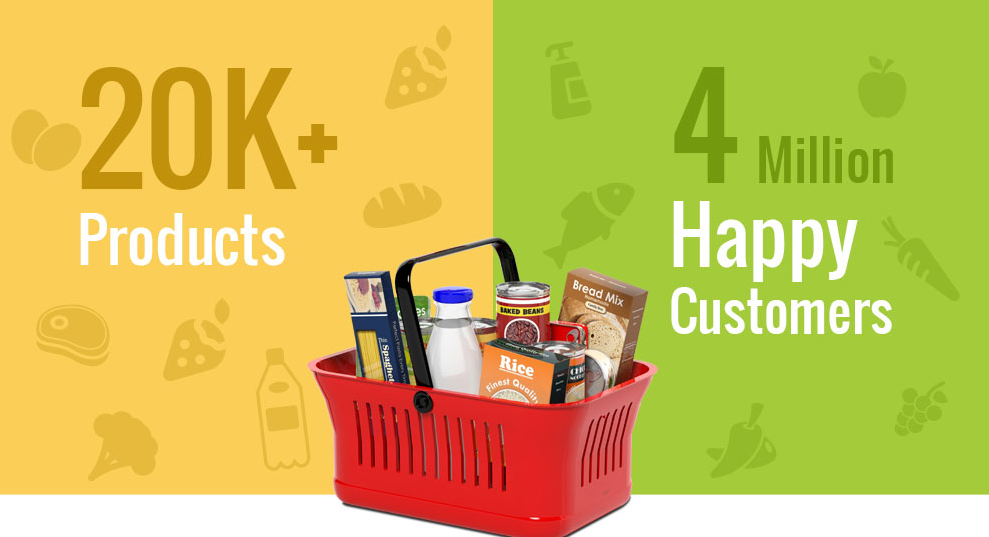 20K+
Products
4 Million
Happy
Customers
Spaghetti
BAKED BEANS
Bread Mix
Rice
Finest Quality